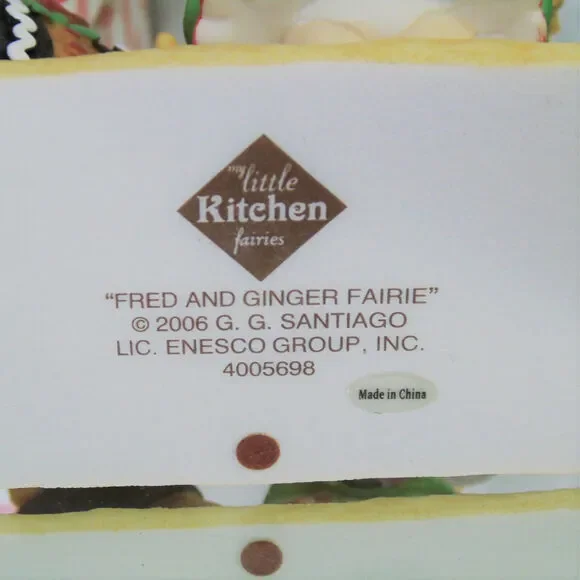 my
little
Kitchen
fairies
"FRED AND GINGER FAIRIE"
© 2006 G. G. SANTIAGO
LIC. ENESCO GROUP, INC.
4005698
Made in China